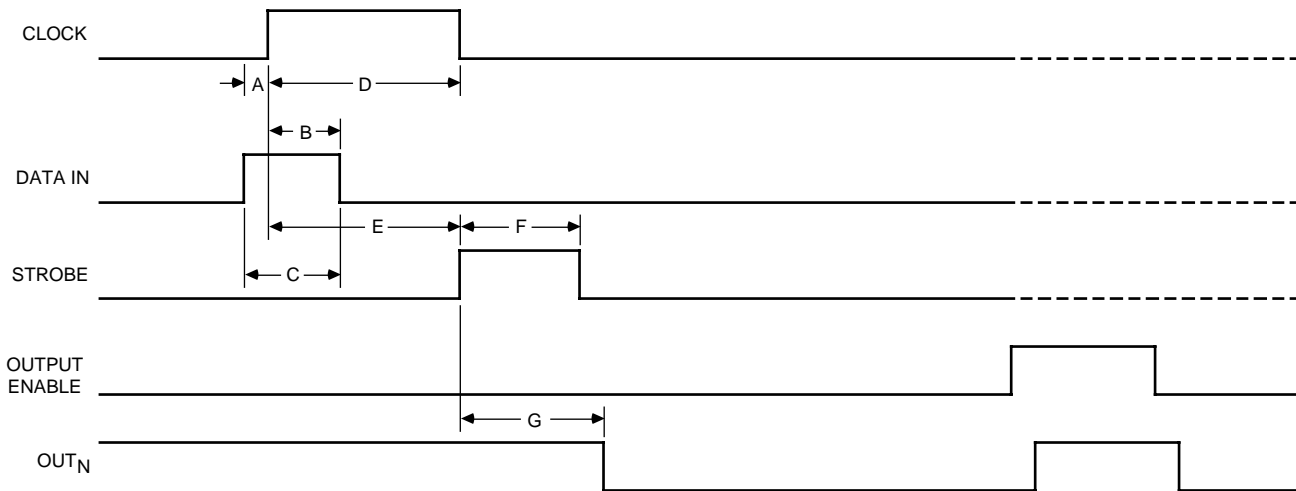 CLOCK
A
D
B
DATA IN
E
F
STROBE
C
OUTPUT
ENABLE
G
OUTN